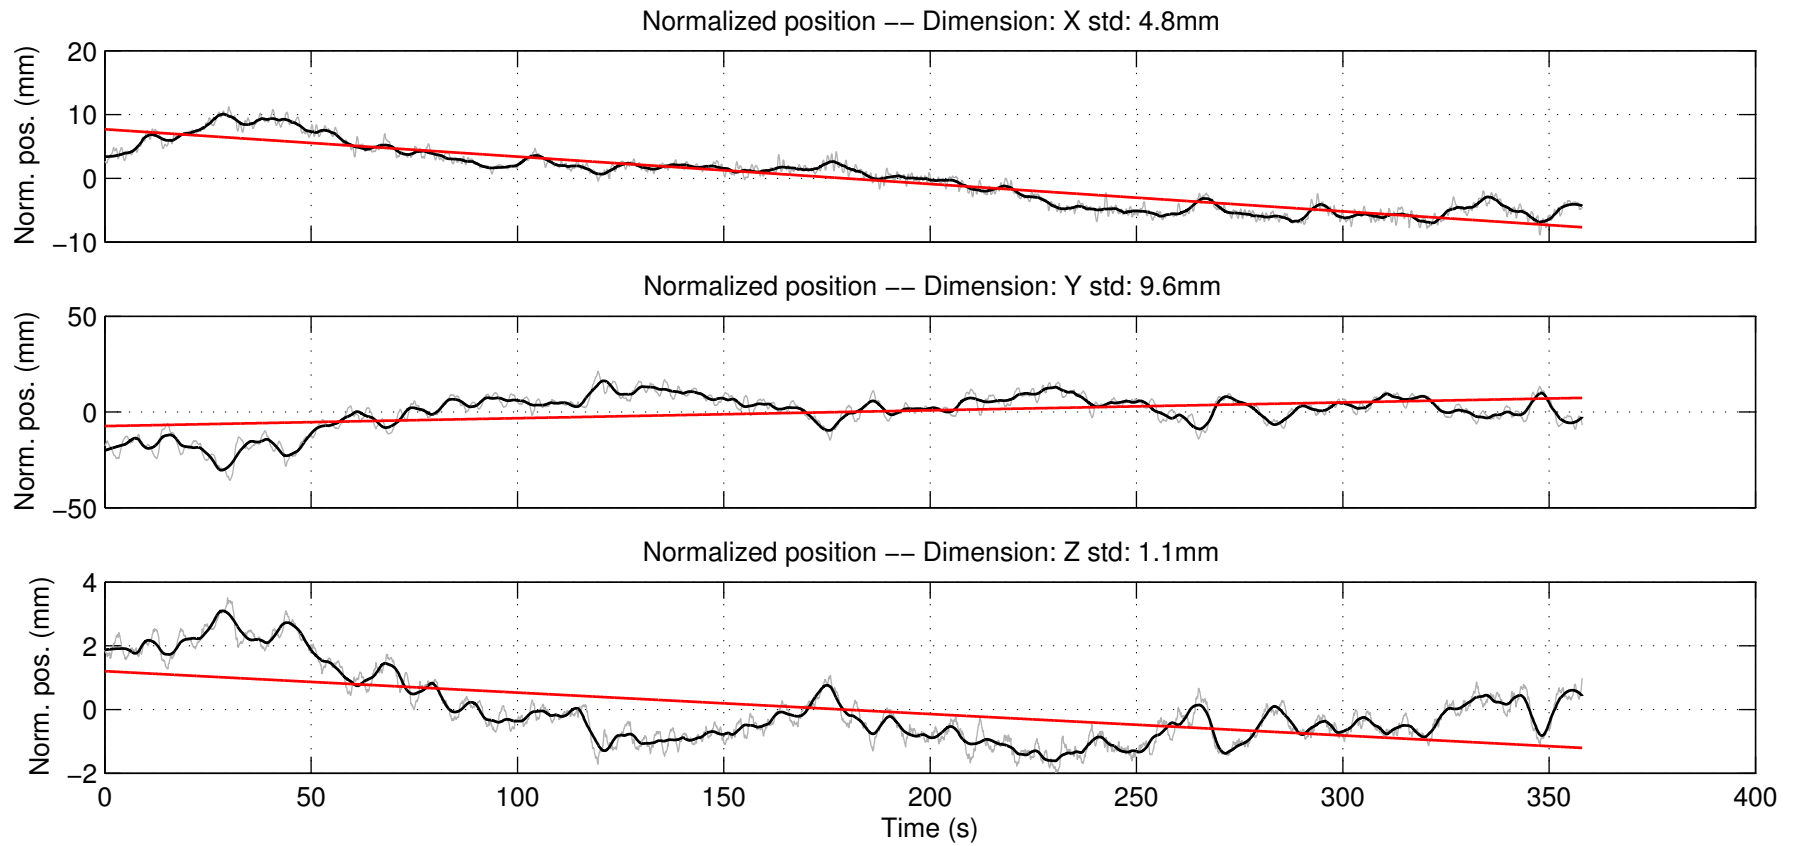 Normalized position −− Dimension: X std: 4.8mm
Norm. pos. (mm)
20
10
0
−10
Normalized position −− Dimension: Y std: 9.6mm
Norm. pos. (mm)
50
0
−50
Normalized position −− Dimension: Z std: 1.1mm
Norm. pos. (mm)
4
2
0
−2
0 50 100 150 200 250 300 350 400
Time (s)